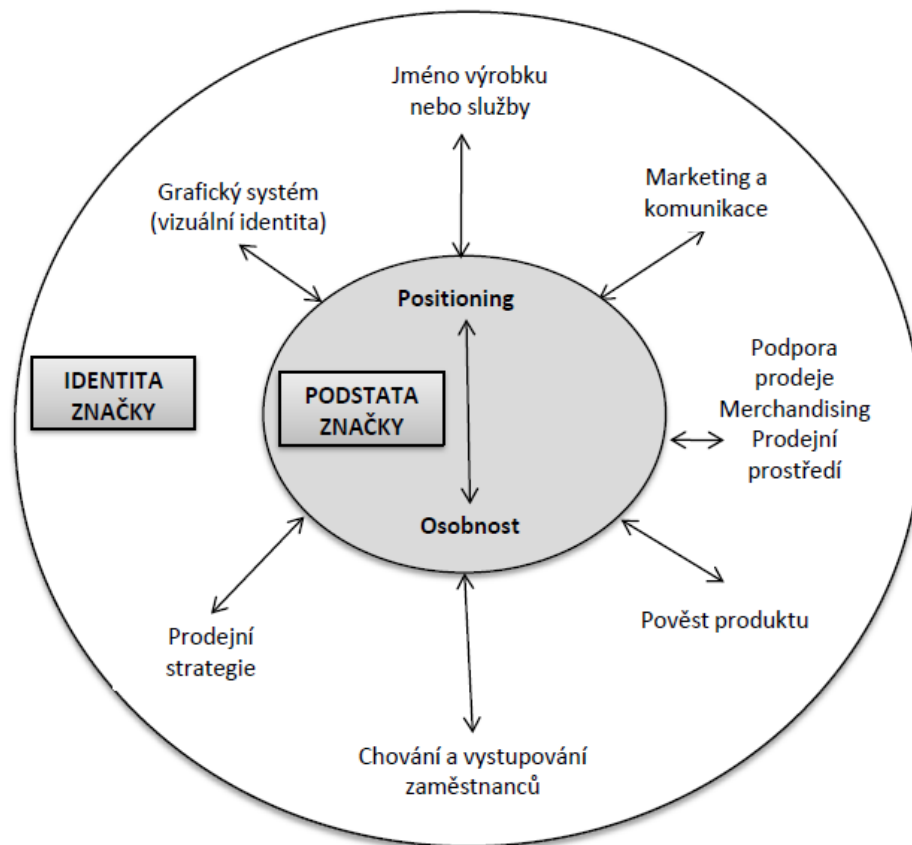 Jméno výrobku
nebo služby
Grafický systém
(vizuální identita)
Marketing a
komunikace
Positioning
IDENTITA
ZNAČKY
PODSTATA
ZNAČKY
Podpora
prodeje
Merchandising
Prodejní
prostředí
Osobnost
Prodejní
strategie
Pověst produktu
Chování a vystupování
zaměstnanců